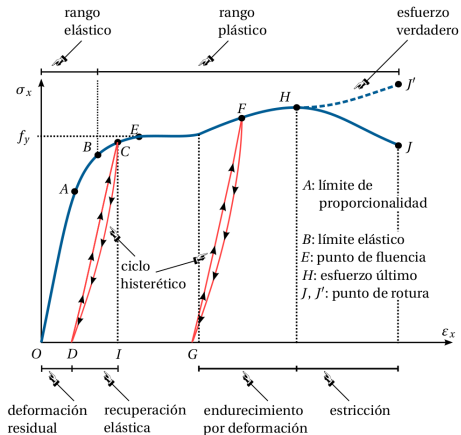 rango
elástico
rango
plástico
esfuerzo
verdadero
σx
fy
A
B
C
E
F
H
J′
J
A: límite de
proporcionalidad
B: límite elástico
E: punto de fluencia
H: esfuerzo último
J, J′: punto de rotura
ciclo
histerético
εx
O
D
I
G
deformación
residual
recuperación
elástica
endurecimiento
por deformación
estricción